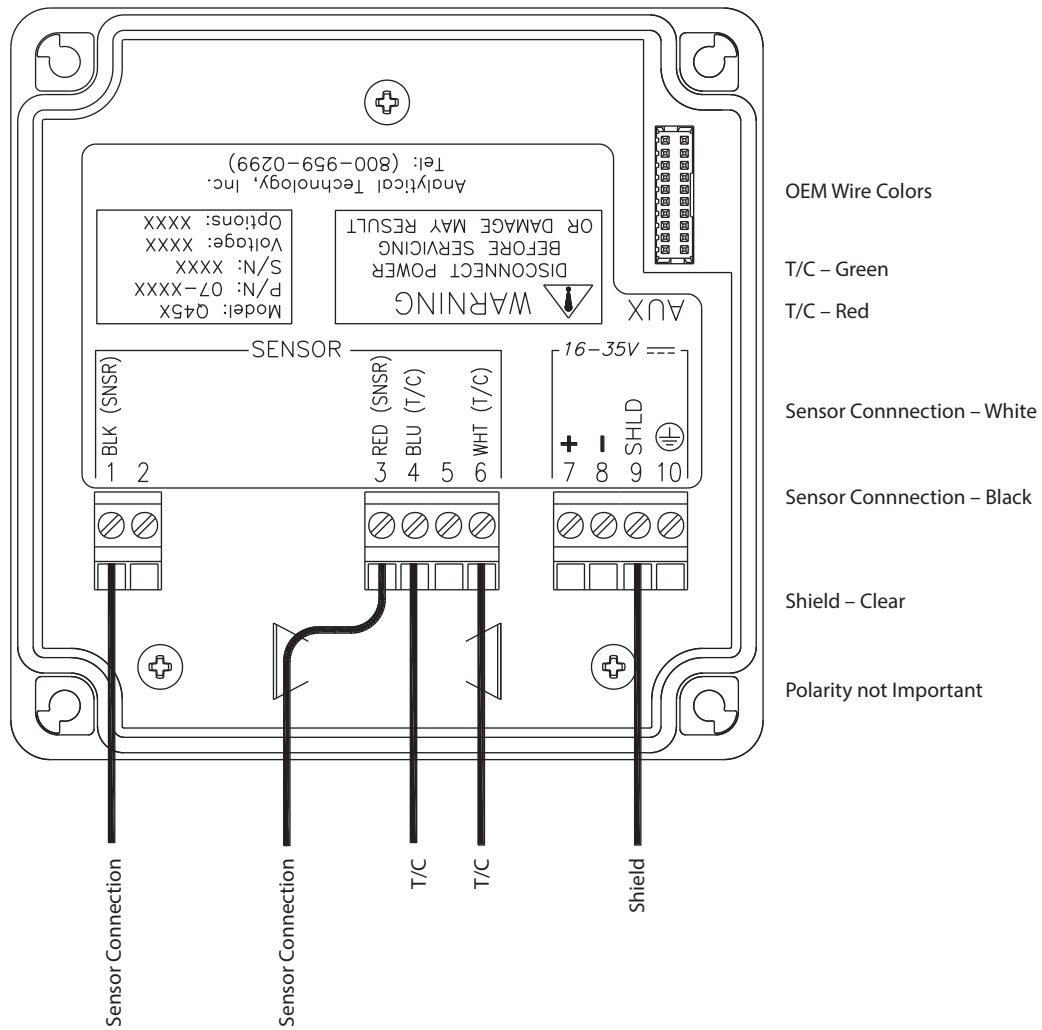 Analytical Technology, Inc.
Tel: (800-959-0299)
WARNING
DISCONNECT POWER
BEFORE SERVICING
OR DAMAGE MAY RESULT
Model: Q45X
P/N: 07-XXXX
S/N: XXXX
Voltage: XXXX
Options: XXXX
AUX
SENSOR
16-35V
BLK (SNSR)
RED (SNSR)
BLU (T/C)
WHT (T/C)
+
-
SHLD
1 2 3 4 5 6 7 8 9 10
Sensor Connection
Sensor Connection
T/C
T/C
Shield
OEM Wire Colors
T/C – Green
T/C – Red
Sensor Connnection – White
Sensor Connnection – Black
Shield – Clear
Polarity not Important